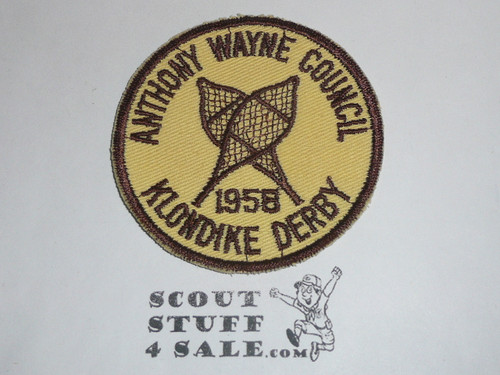 ANTHONY WAYNE COUNCIL
1958
KLONDIKE DERBY
SCOUT
STUFF
4 SALE.COM